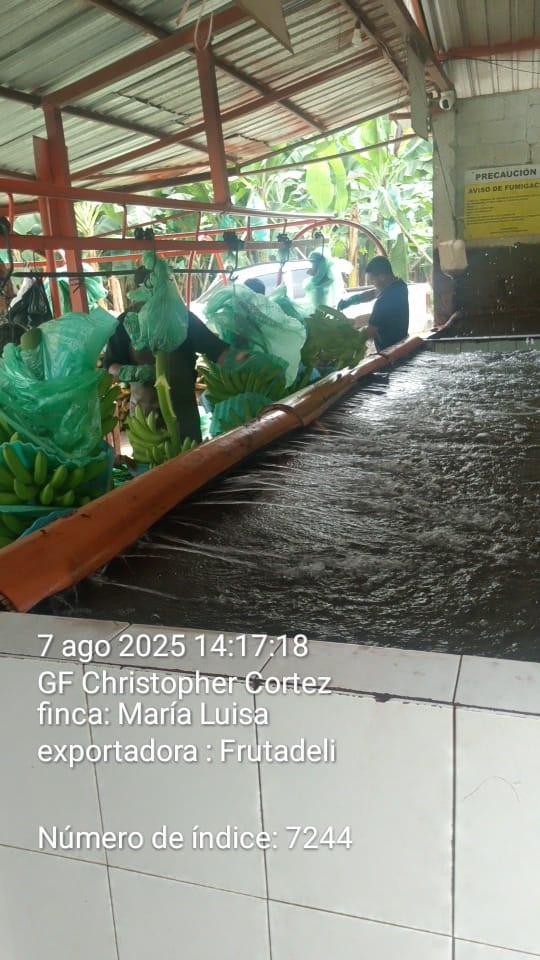 PRECAUCIÓN
AVISO DE FUMIGAC
7 ago 2025 14:17:18
GF Christopher Cortez
finca: María Luisa
exportadora : Frutadeli
Número de índice: 7244